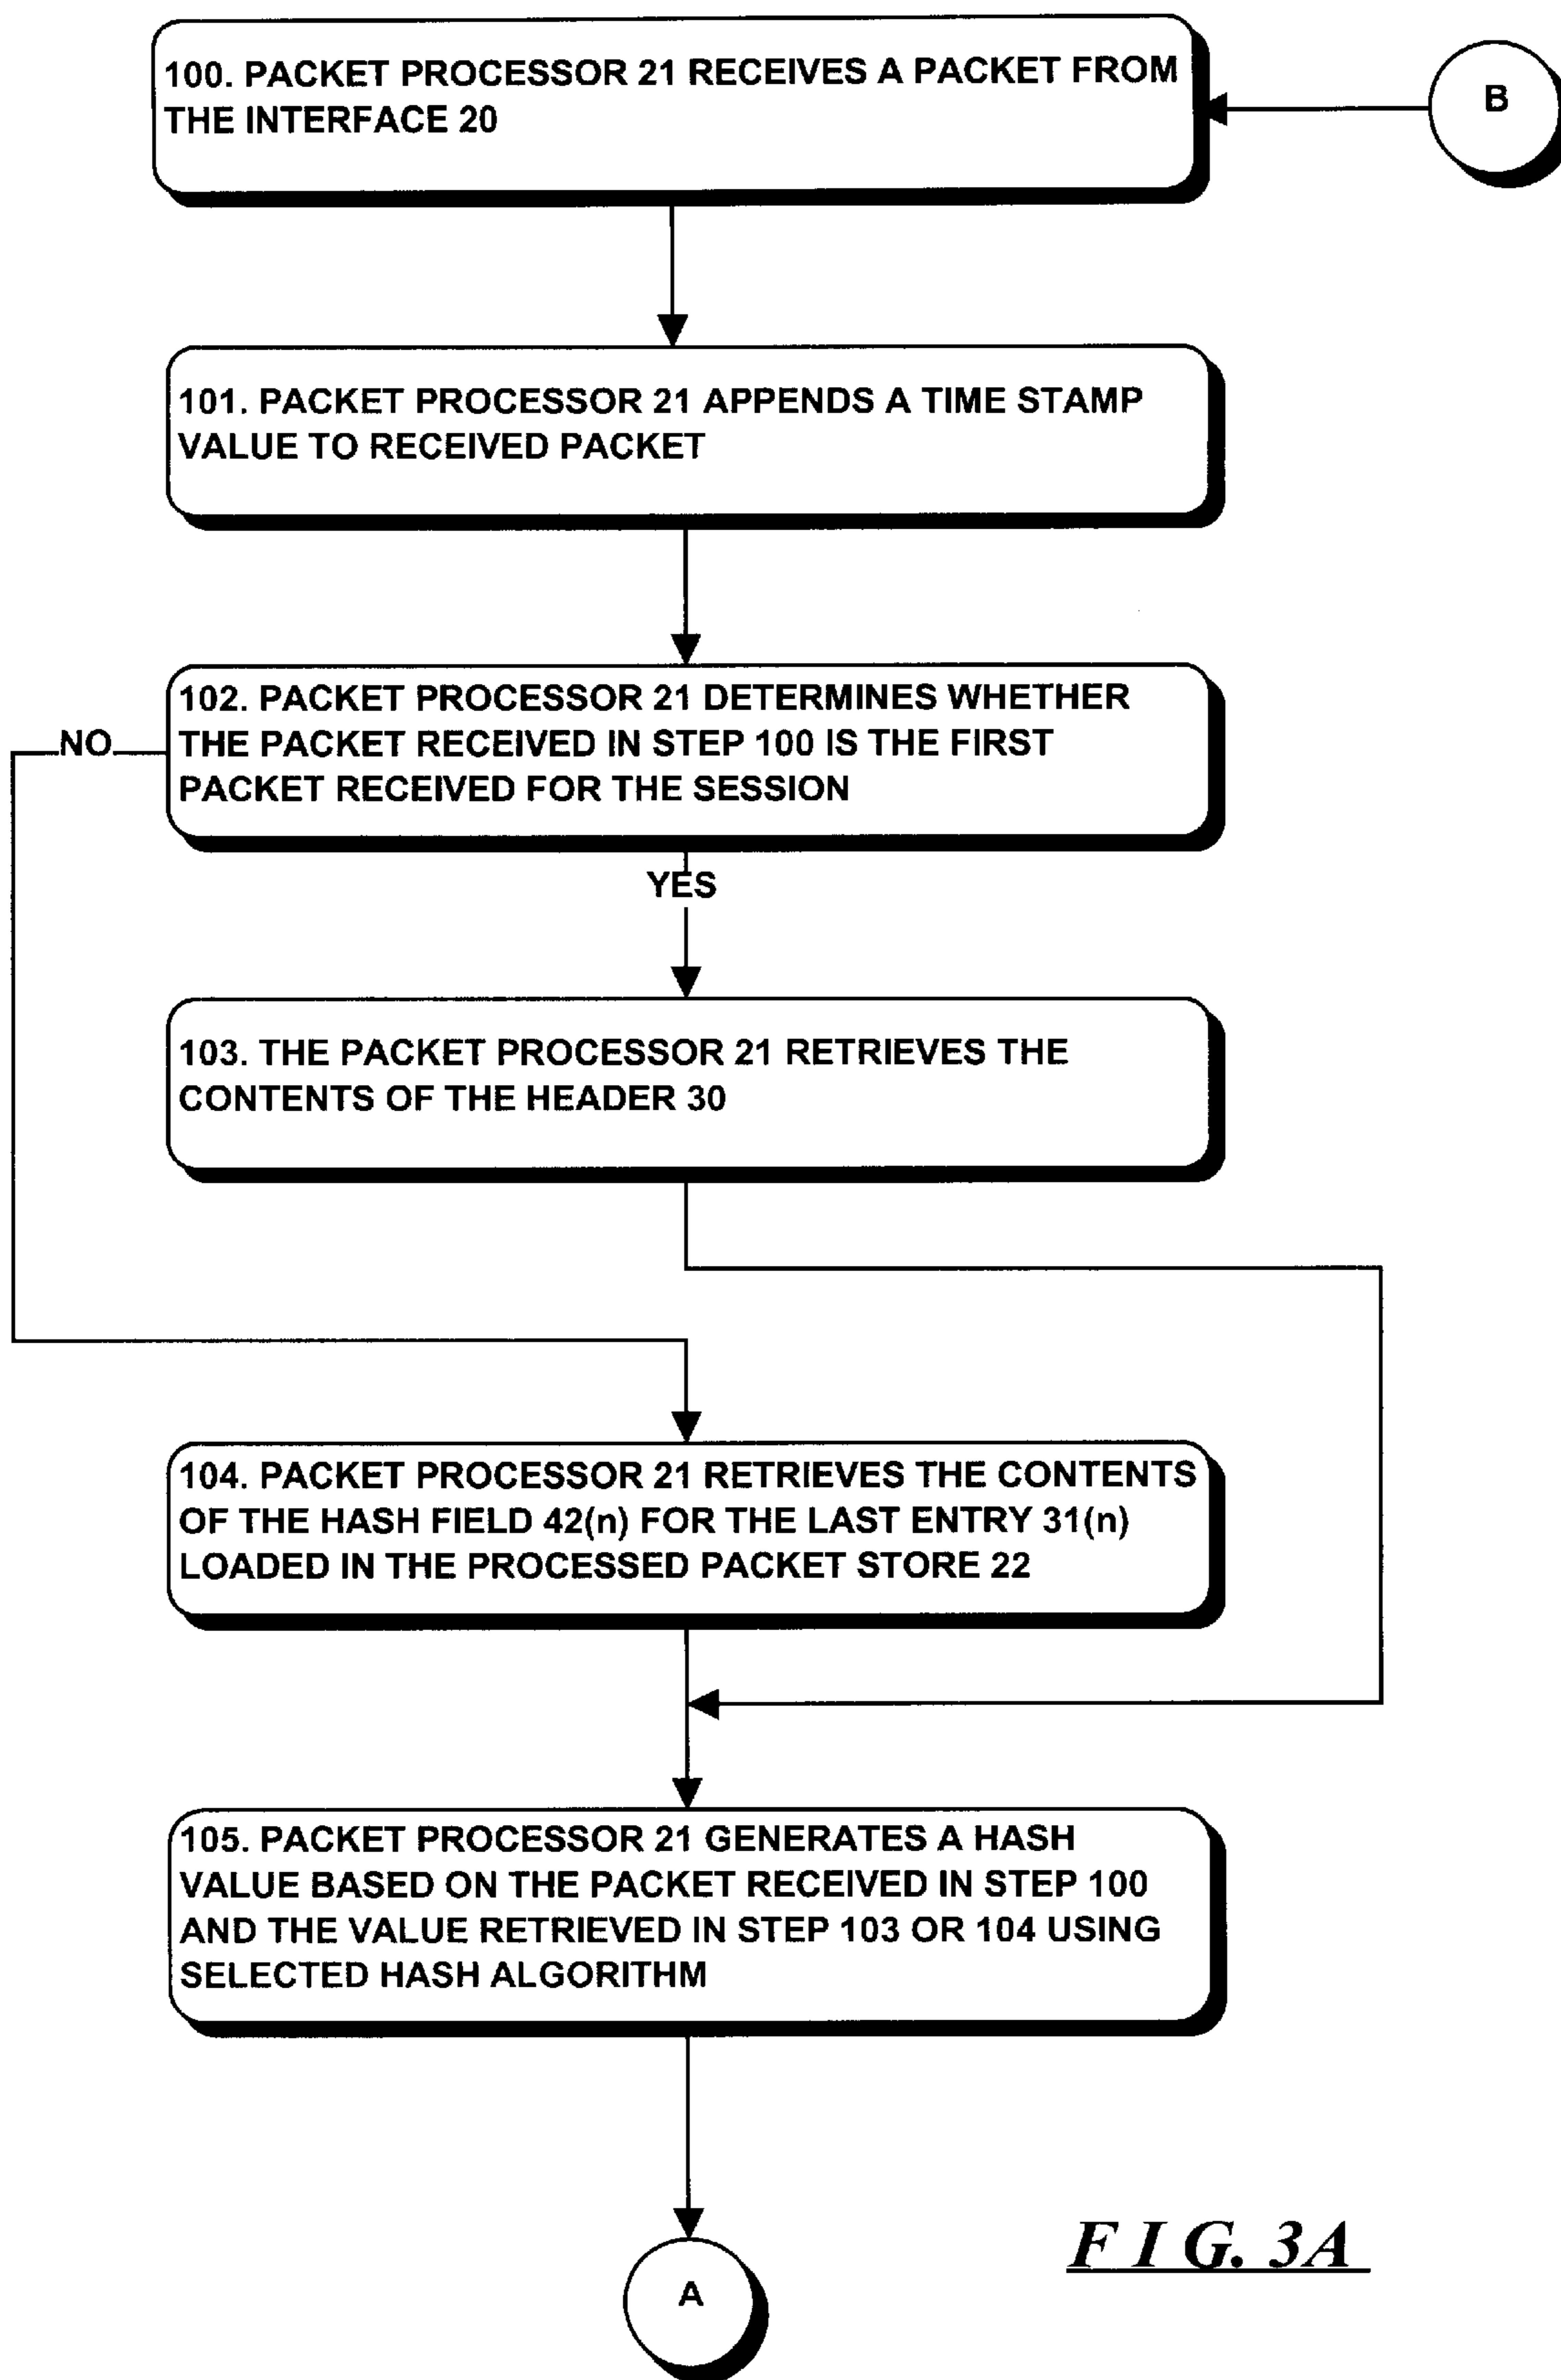 100. PACKET PROCESSOR 21 RECEIVES A PACKET FROM
THE INTERFACE 20
B
101. PACKET PROCESSOR 21 APPENDS A TIME STAMP
VALUE TO RECEIVED PACKET
102. PACKET PROCESSOR 21 DETERMINES WHETHER
THE PACKET RECEIVED IN STEP 100 IS THE FIRST
PACKET RECEIVED FOR THE SESSION
NO
YES
103. THE PACKET PROCESSOR 21 RETRIEVES THE
CONTENTS OF THE HEADER 30
104. PACKET PROCESSOR 21 RETRIEVES THE CONTENTS
OF THE HASH FIELD 42(n) FOR THE LAST ENTRY 31(n)
LOADED IN THE PROCESSED PACKET STORE 22
105. PACKET PROCESSOR 21 GENERATES A HASH
VALUE BASED ON THE PACKET RECEIVED IN STEP 100
AND THE VALUE RETRIEVED IN STEP 103 OR 104 USING
SELECTED HASH ALGORITHM
A
F I G. 3A